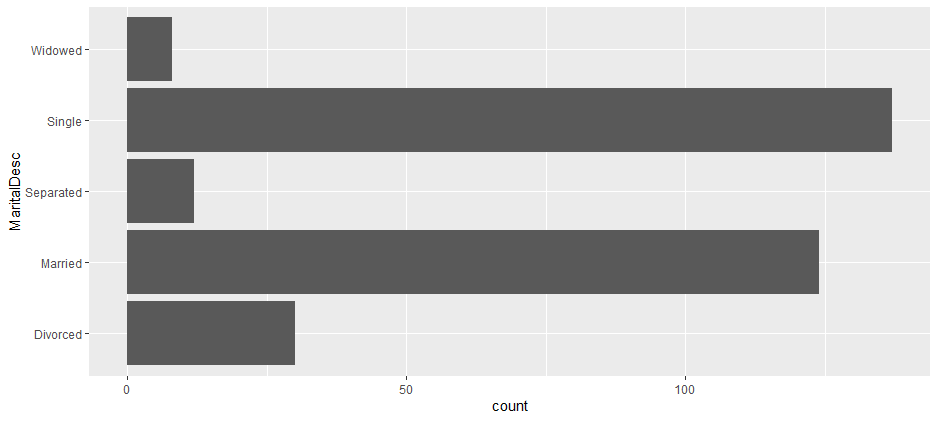 Widowed
Single
Separated
Married
Divorced
MaritalDesc
0 50 100
count